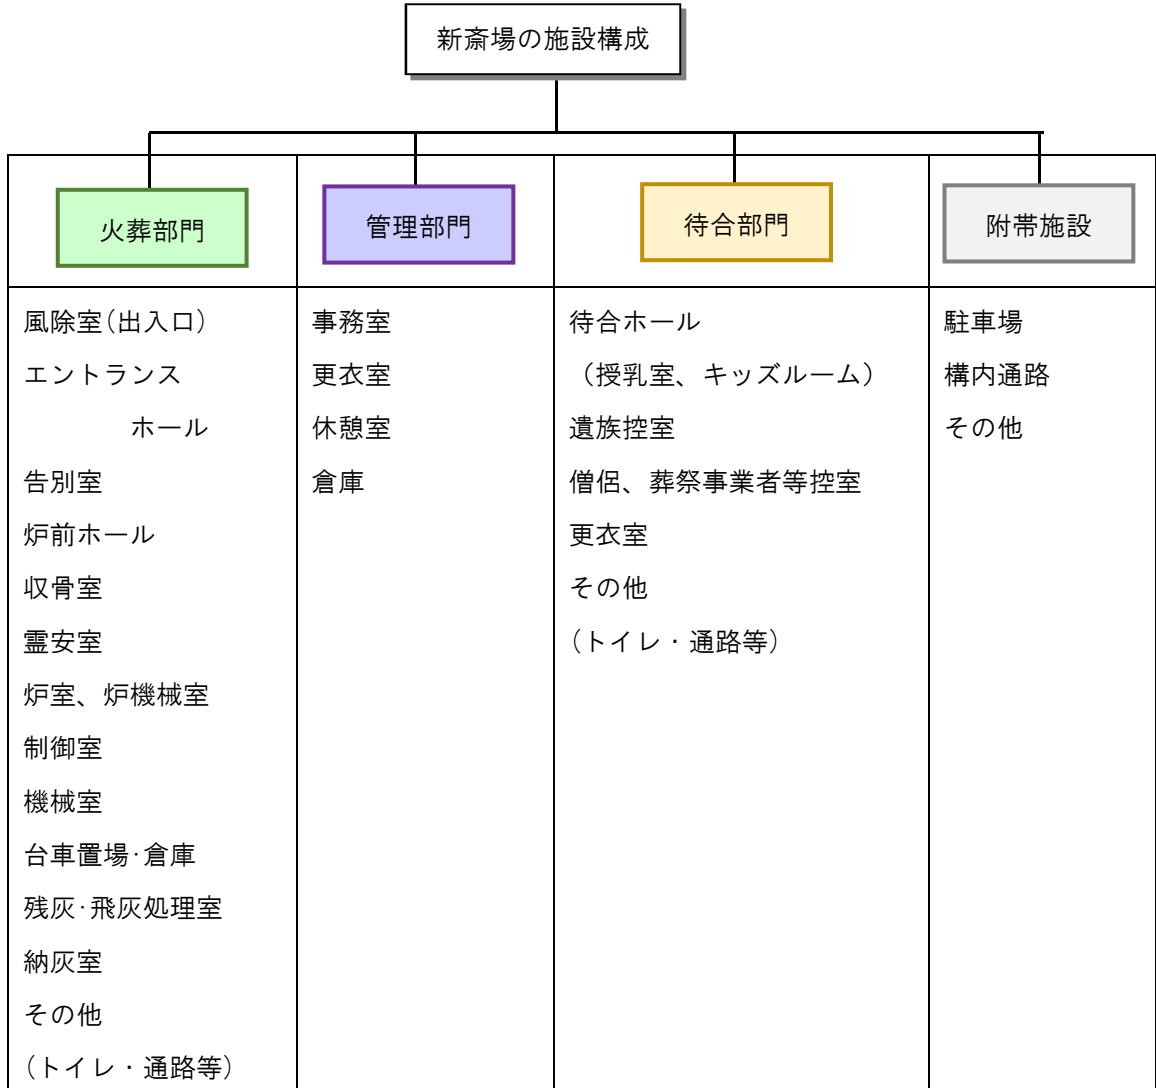 新斎場の施設構成
火葬部門
管理部門
待合部門
附帯施設
風除室(出入口)
エントランス
ホール
告別室
炉前ホール
収骨室
霊安室
炉室、炉機械室
制御室
機械室
台車置場・倉庫
残灰・飛灰処理室
納灰室
その他
(トイレ・通路等)
事務室
更衣室
休憩室
倉庫
待合ホール
(授乳室、キッズルーム)
遺族控室
僧侶、葬祭事業者等控室
更衣室
その他
(トイレ・通路等)
駐車場
構内通路
その他